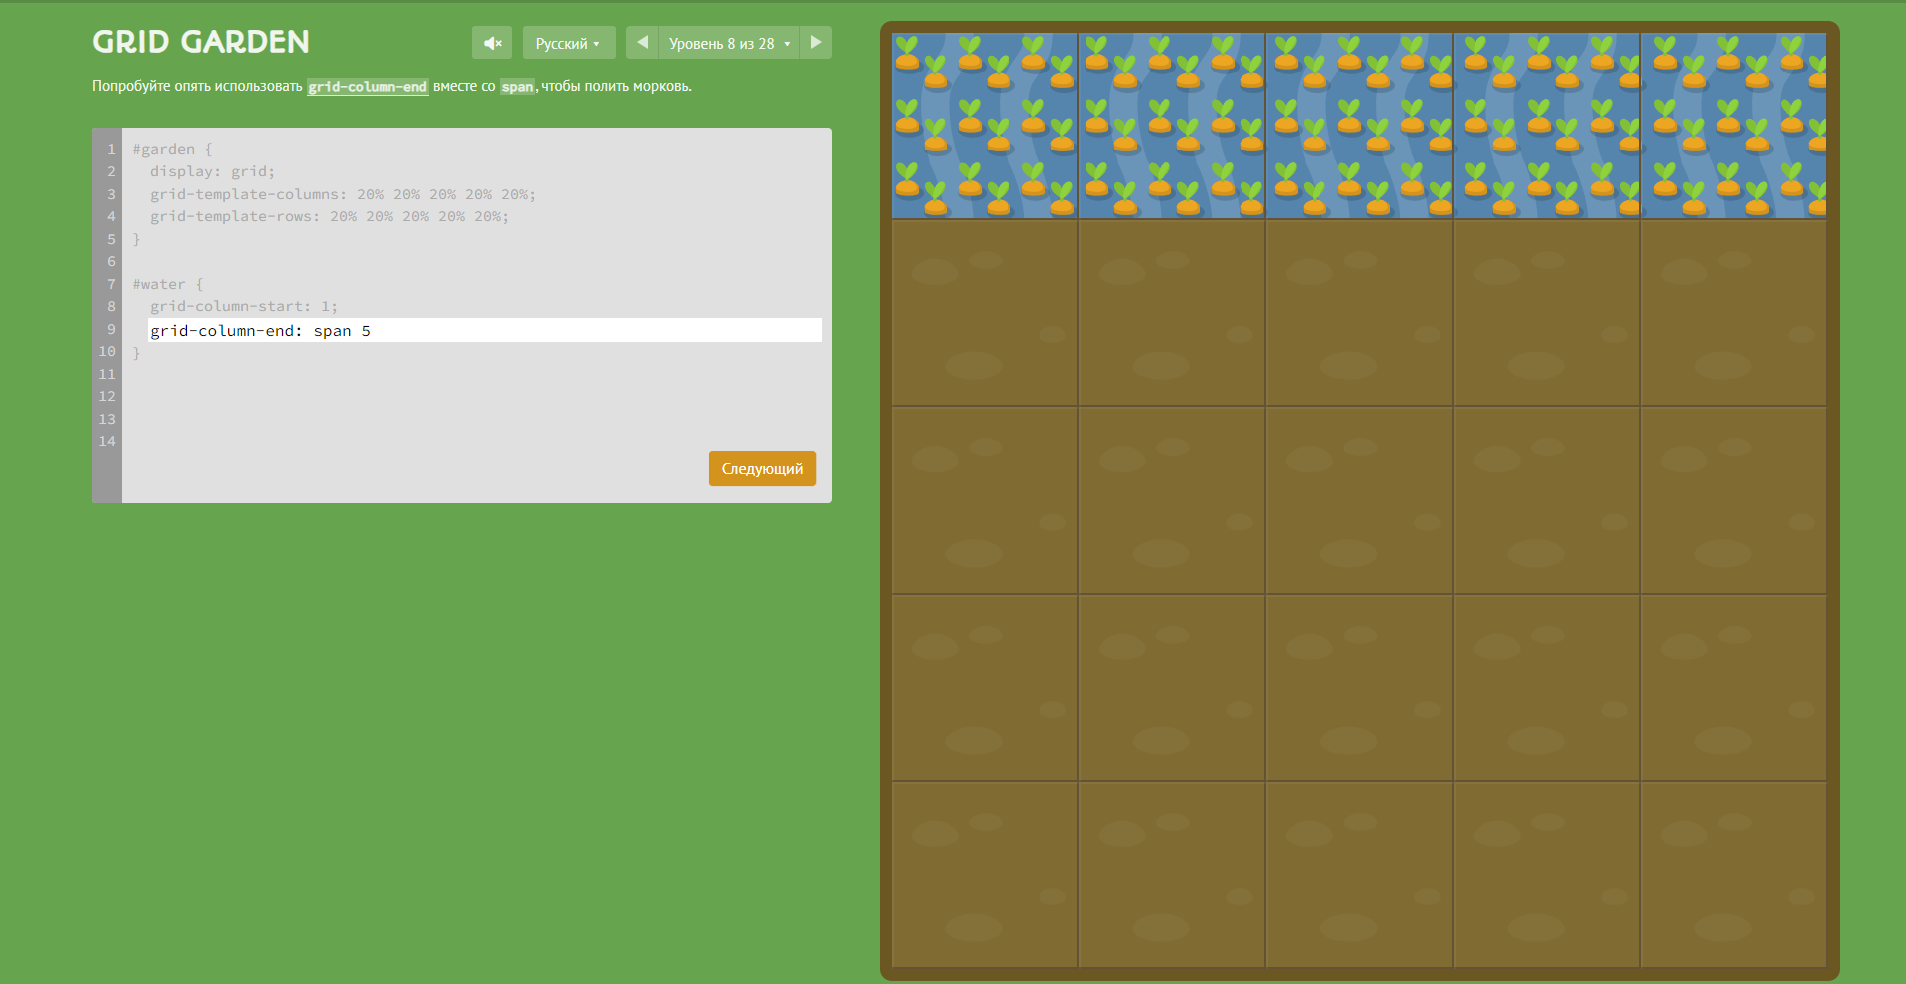 GRID GARDEN
Русский
Уровень 8 из 28
Попробуйте опять использовать grid-column-end вместе со span, чтобы полить морковь.
1 #garden {
2 display: grid;
3 grid-template-columns: 20% 20% 20% 20% 20%;
4 grid-template-rows: 20% 20% 20% 20% 20%;
5 }
6
7 #water {
8 grid-column-start: 1;
9 grid-column-end: span 5
10 }
11
12
13
14
Следующий